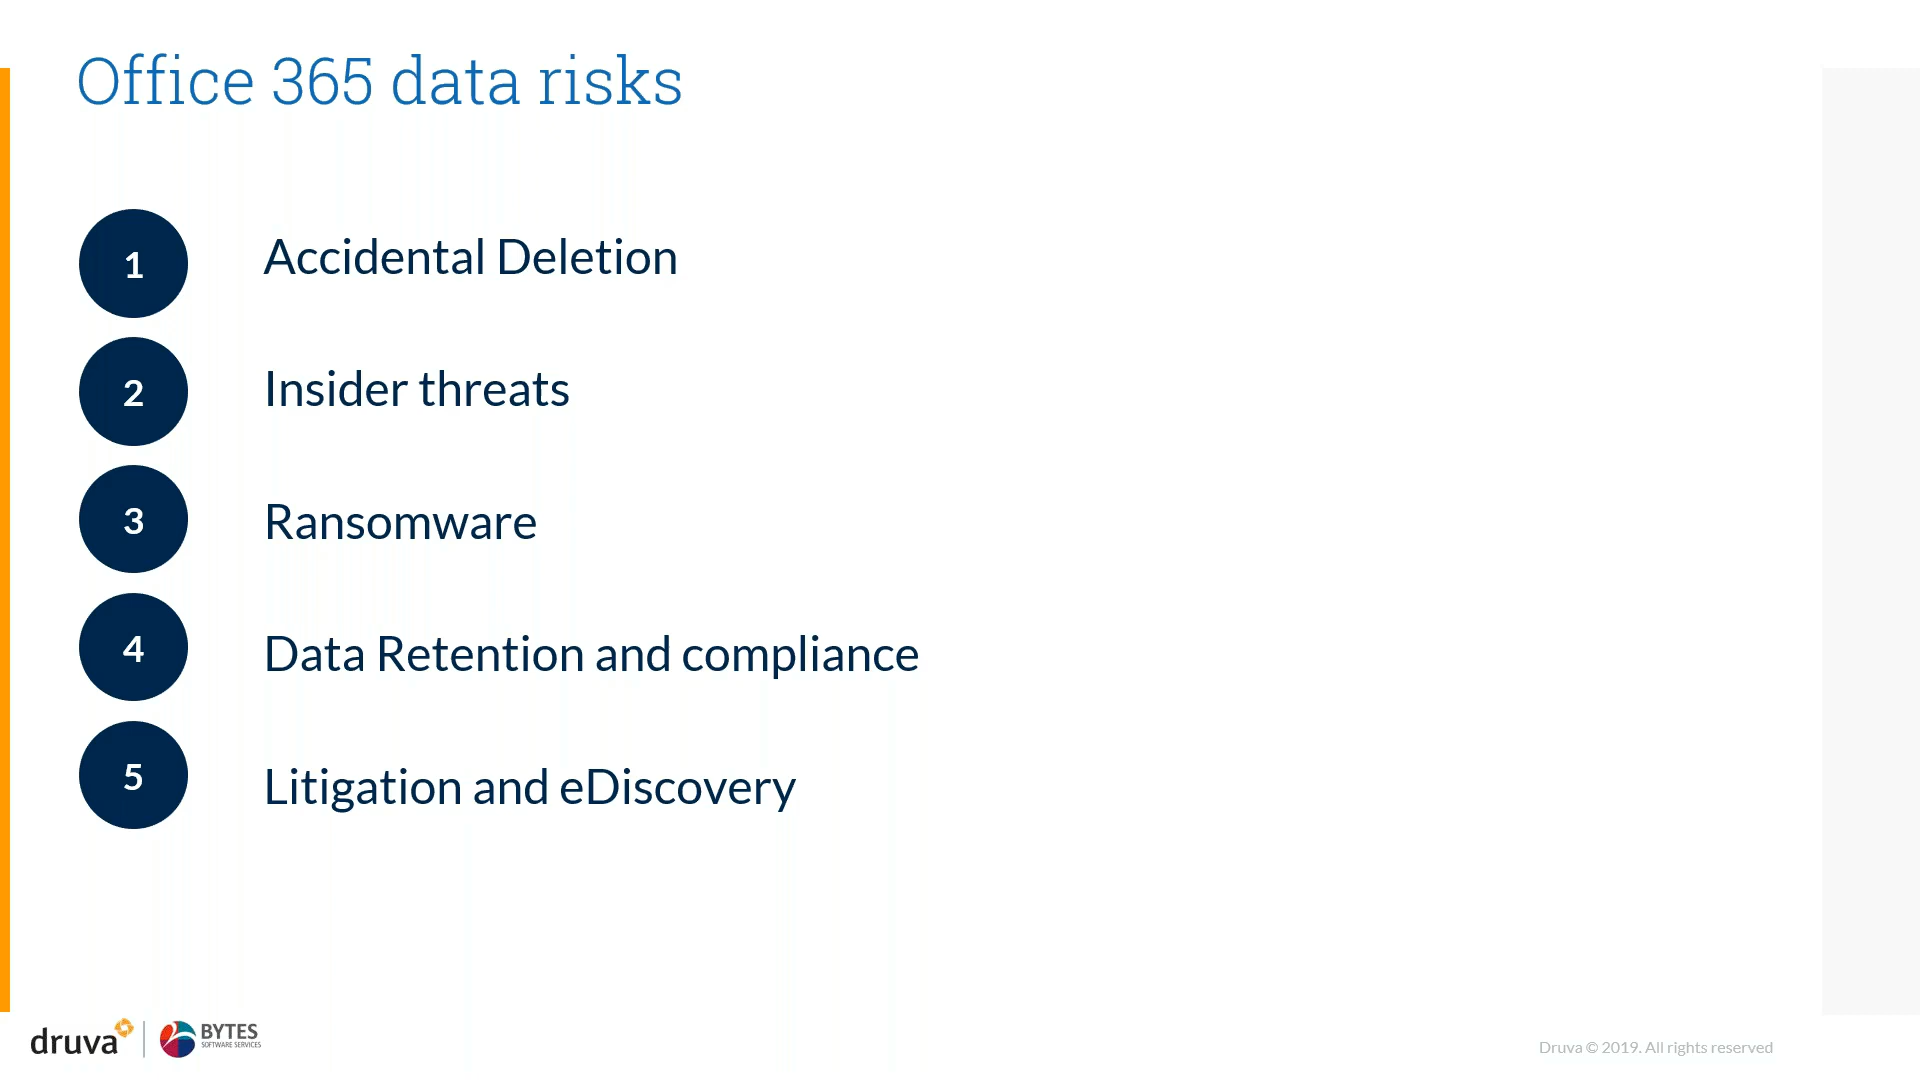 Office 365 data risks
1 Accidental Deletion
2 Insider threats
3 Ransomware
4 Data Retention and compliance
5 Litigation and eDiscovery
druva
BYTES
SOFTWARE SERVICES
Druva © 2019. All rights reserved